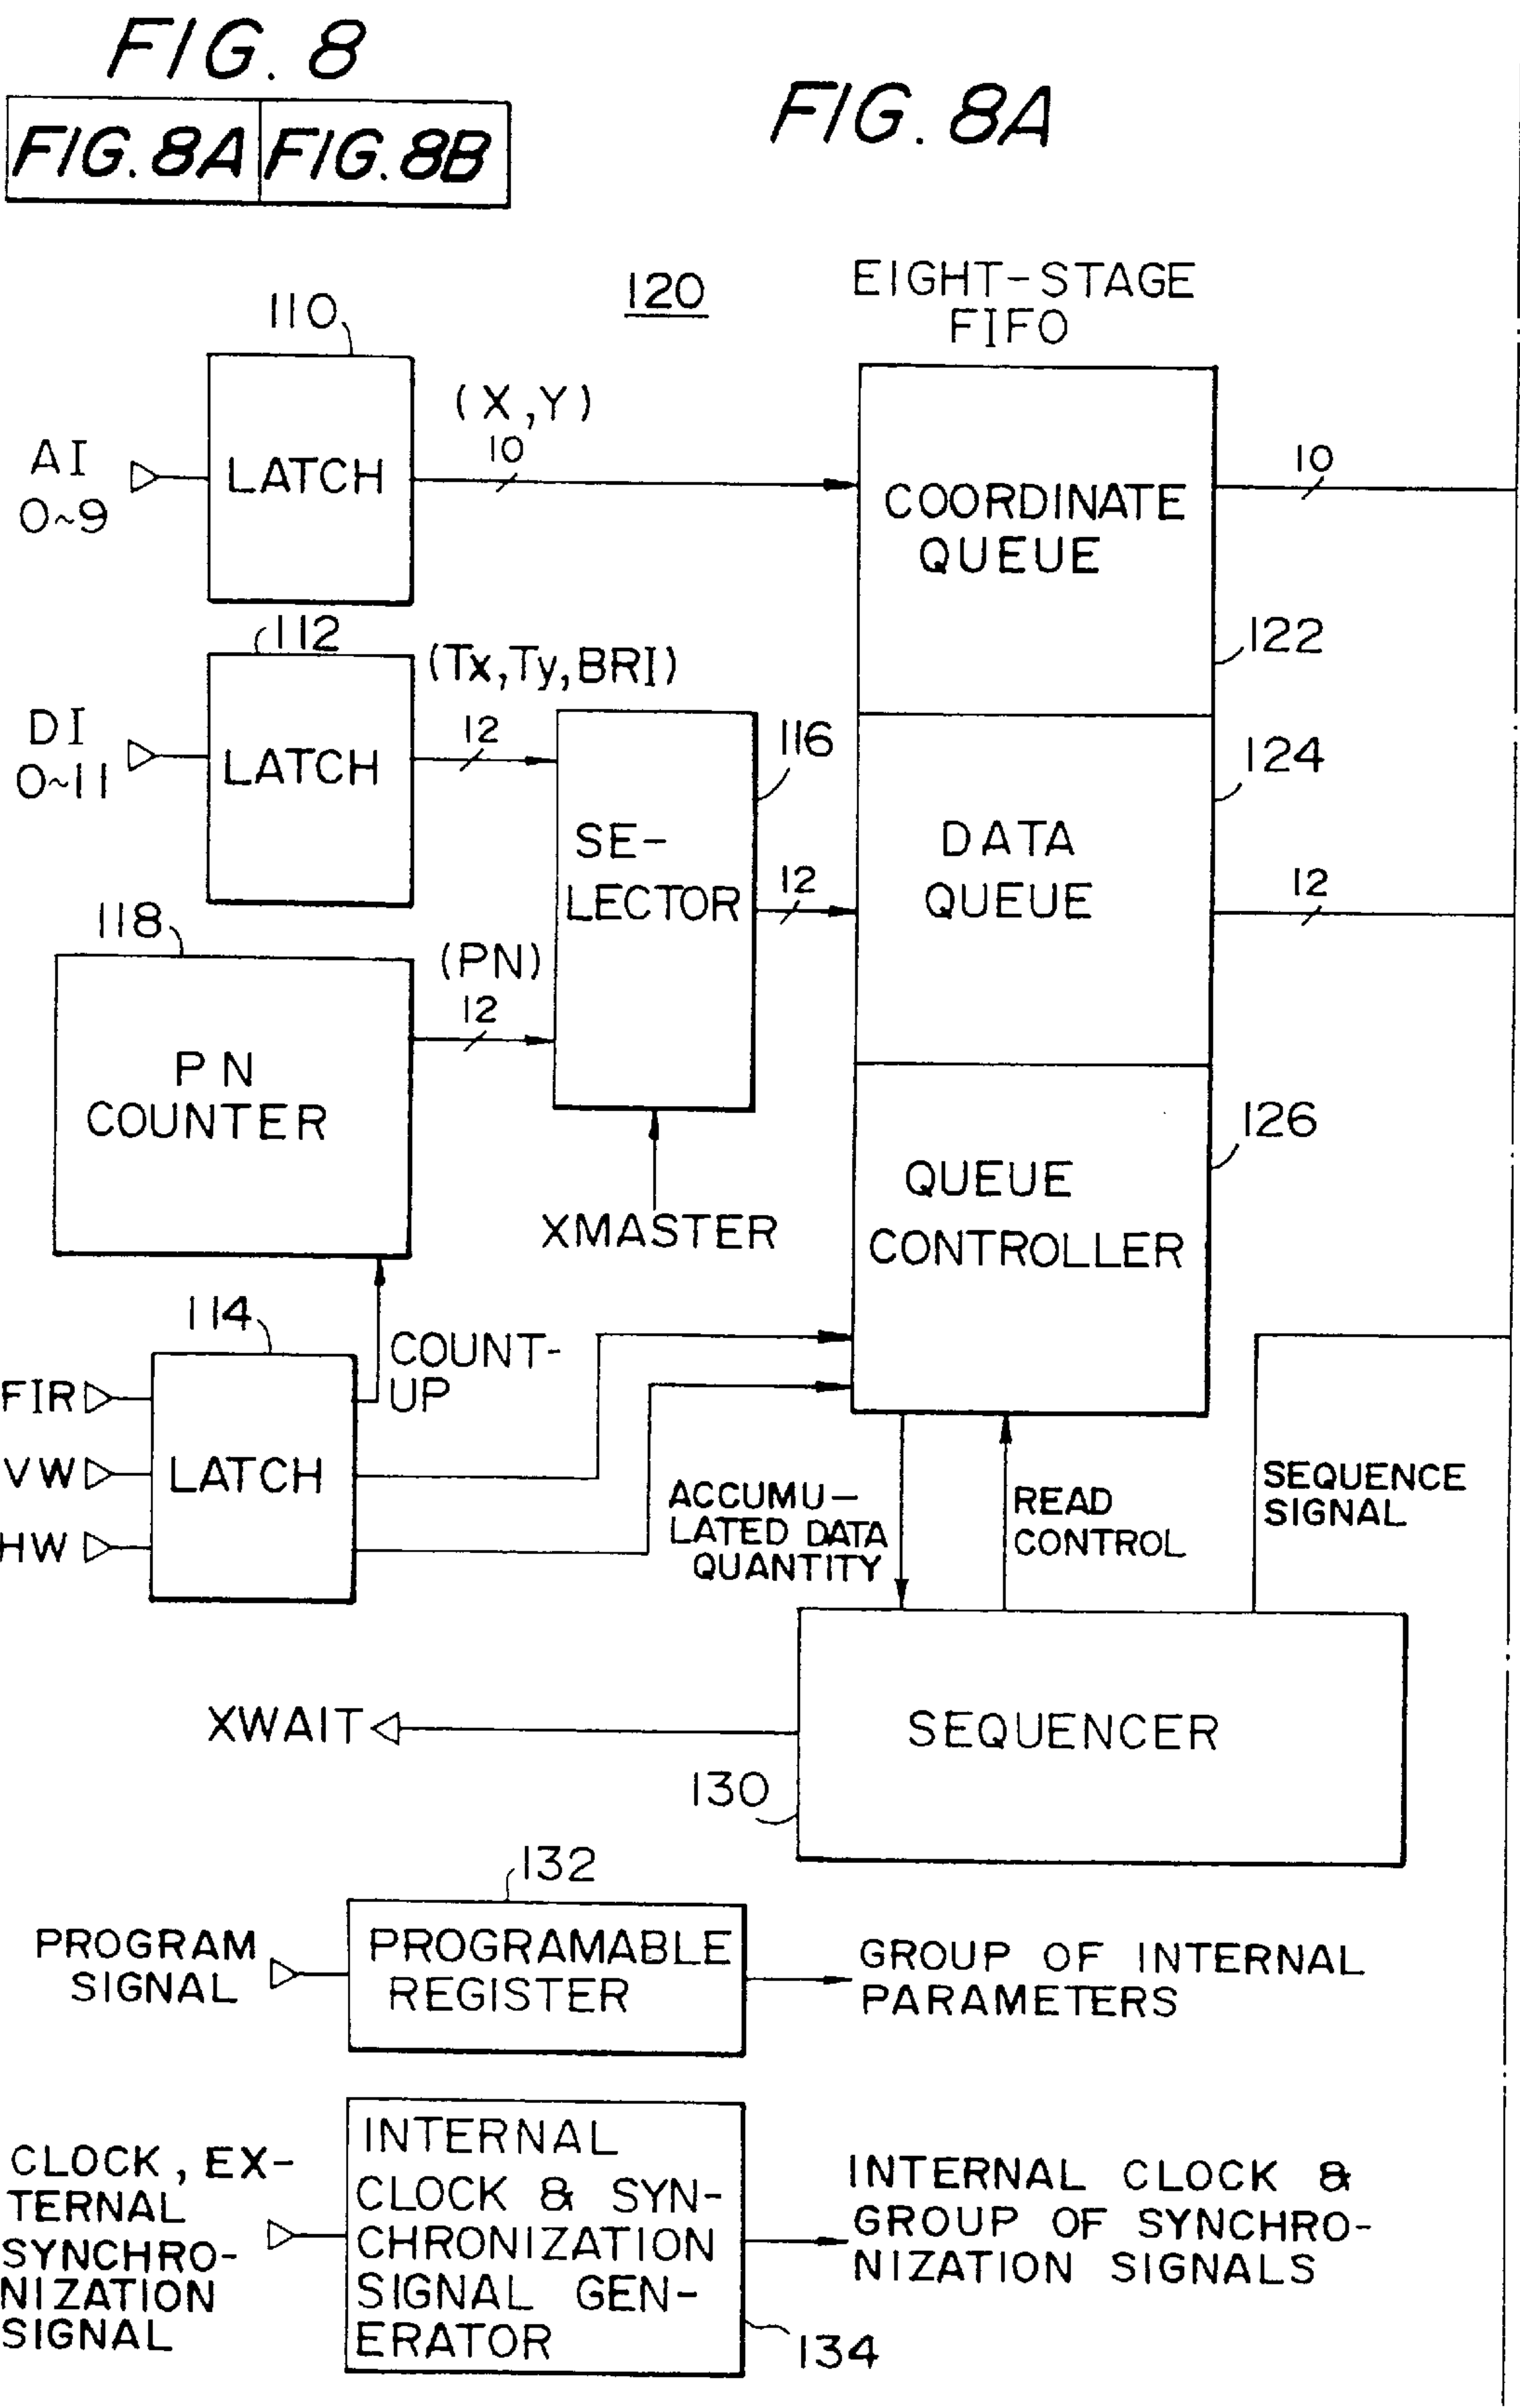 FIG. 8
FIG. 8A FIG. 8B
FIG. 8A
120
EIGHT-STAGE
FIFO
110
AI
0~9
LATCH
(X,Y)
10
COORDINATE
QUEUE
10
122
112
DI
0~11
LATCH
(Tx,Ty,BRI)
12
116
SE-
LECTOR
12
124
DATA
QUEUE
12
118
PN
COUNTER
(PN)
12
XMASTER
126
QUEUE
CONTROLLER
114
COUNT-
UP
FIR
VW
HW
LATCH
ACCUMU-
LATED DATA
QUANTITY
READ
CONTROL
SEQUENCE
SIGNAL
XWAIT
SEQUENCER
130
132
PROGRAM
SIGNAL
PROGRAMABLE
REGISTER
GROUP OF INTERNAL
PARAMETERS
CLOCK, EX-
TERNAL
SYNCHRO-
NIZATION
SIGNAL
INTERNAL
CLOCK & SYN-
CHRONIZATION
SIGNAL GEN-
ERATOR
INTERNAL CLOCK &
GROUP OF SYNCHRO-
NIZATION SIGNALS
134